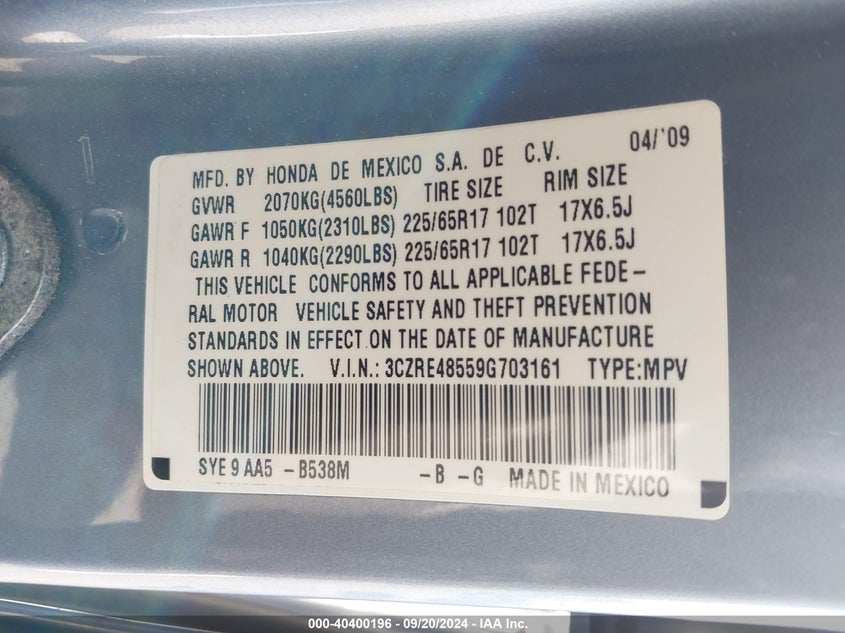 MFD. BY HONDA DE MEXICO S.A. DE C.V. 04/'09
GVWR 2070KG(4560LBS) TIRE SIZE RIM SIZE
GAWR F 1050KG(2310LBS) 225/65R17 102T 17X6.5J
GAWR R 1040KG(2290LBS) 225/65R17 102T 17X6.5J
THIS VEHICLE CONFORMS TO ALL APPLICABLE FEDE-
RAL MOTOR VEHICLE SAFETY AND THEFT PREVENTION
STANDARDS IN EFFECT ON THE DATE OF MANUFACTURE
SHOWN ABOVE. V.I.N.: 3CZRE48559G703161 TYPE:MPV
SYE 9 AA5 -B538M -B -G MADE IN MEXICO
000-40400196 - 09/20/2024 - IAA Inc.